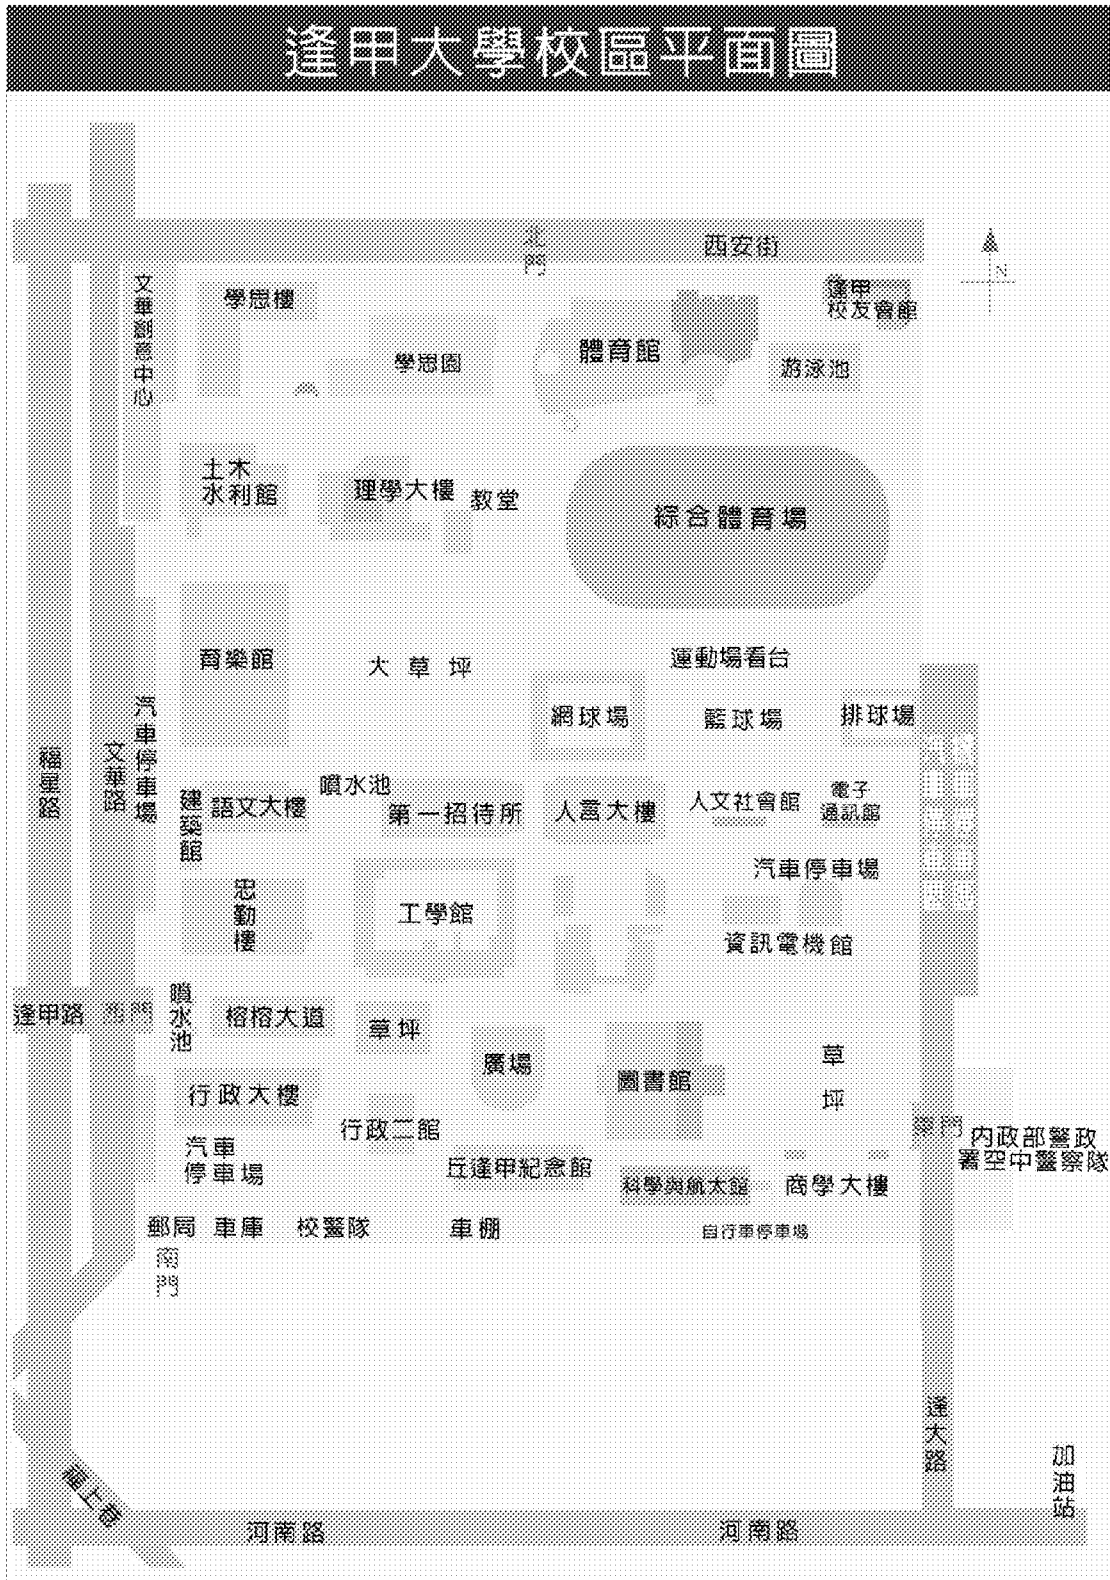 逢甲大學校區平面圖
北門
西安街
N
文華創意中心
學思樓
學思園
體育館
逢甲
校友會館
游泳池
土木
水利館
理學大樓
教堂
綜合體育場
育樂館
大草坪
運動場看台
網球場
籃球場
排球場
福星路
文華路
汽車停車場
建築館
語文大樓
噴水池
第一招待所
人言大樓
人文社會館
電子
通訊館
忠勤樓
工學館
汽車停車場
資訊電機館
逢甲路
西門
噴水池
榕榕大道
草坪
廣場
圖書館
草坪
行政大樓
行政二館
東門
內政部警政
署空中警察隊
汽車
停車場
丘逢甲紀念館
科學與航太館
商學大樓
郵局
車庫
校警隊
車棚
自行車停車場
南門
逢大路
加油站
福上巷
河南路
河南路